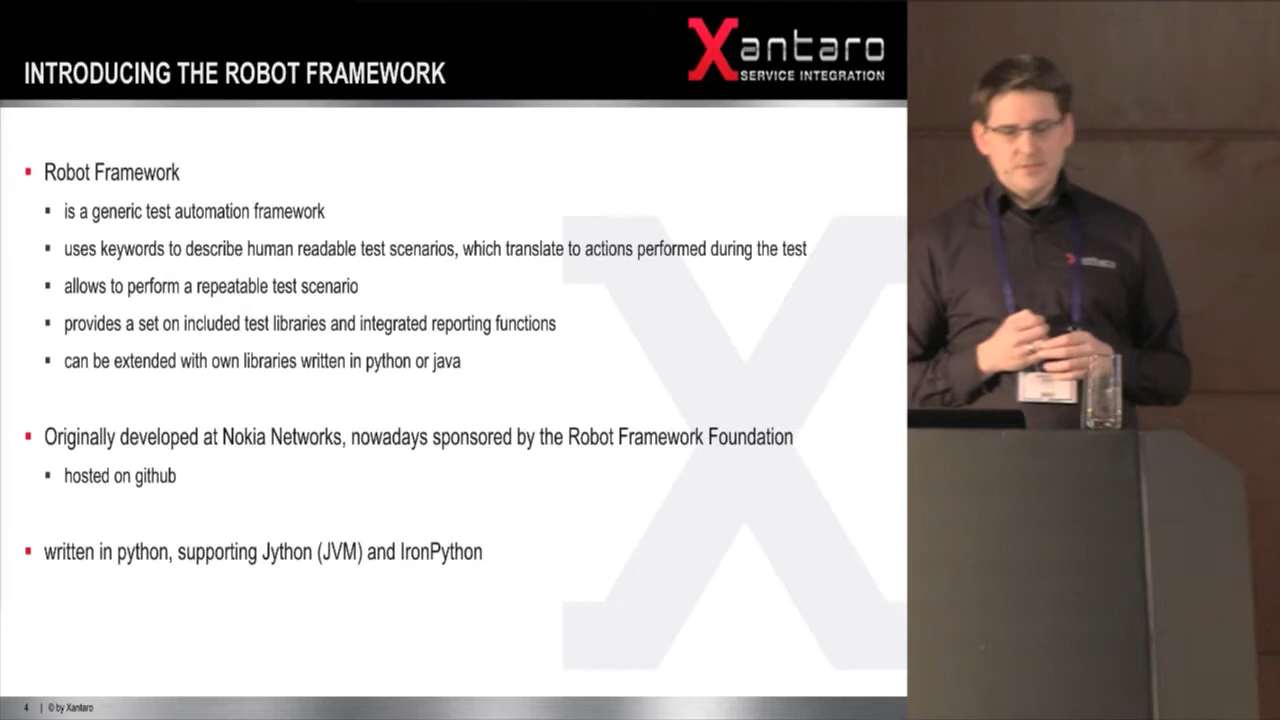 INTRODUCING THE ROBOT FRAMEWORK
Xantaro
SERVICE INTEGRATION
▪ Robot Framework
▪ is a generic test automation framework
▪ uses keywords to describe human readable test scenarios, which translate to actions performed during the test
▪ allows to perform a repeatable test scenario
▪ provides a set on included test libraries and integrated reporting functions
▪ can be extended with own libraries written in python or java
▪ Originally developed at Nokia Networks, nowadays sponsored by the Robot Framework Foundation
▪ hosted on github
▪ written in python, supporting Jython (JVM) and IronPython
4 | © by Xantaro